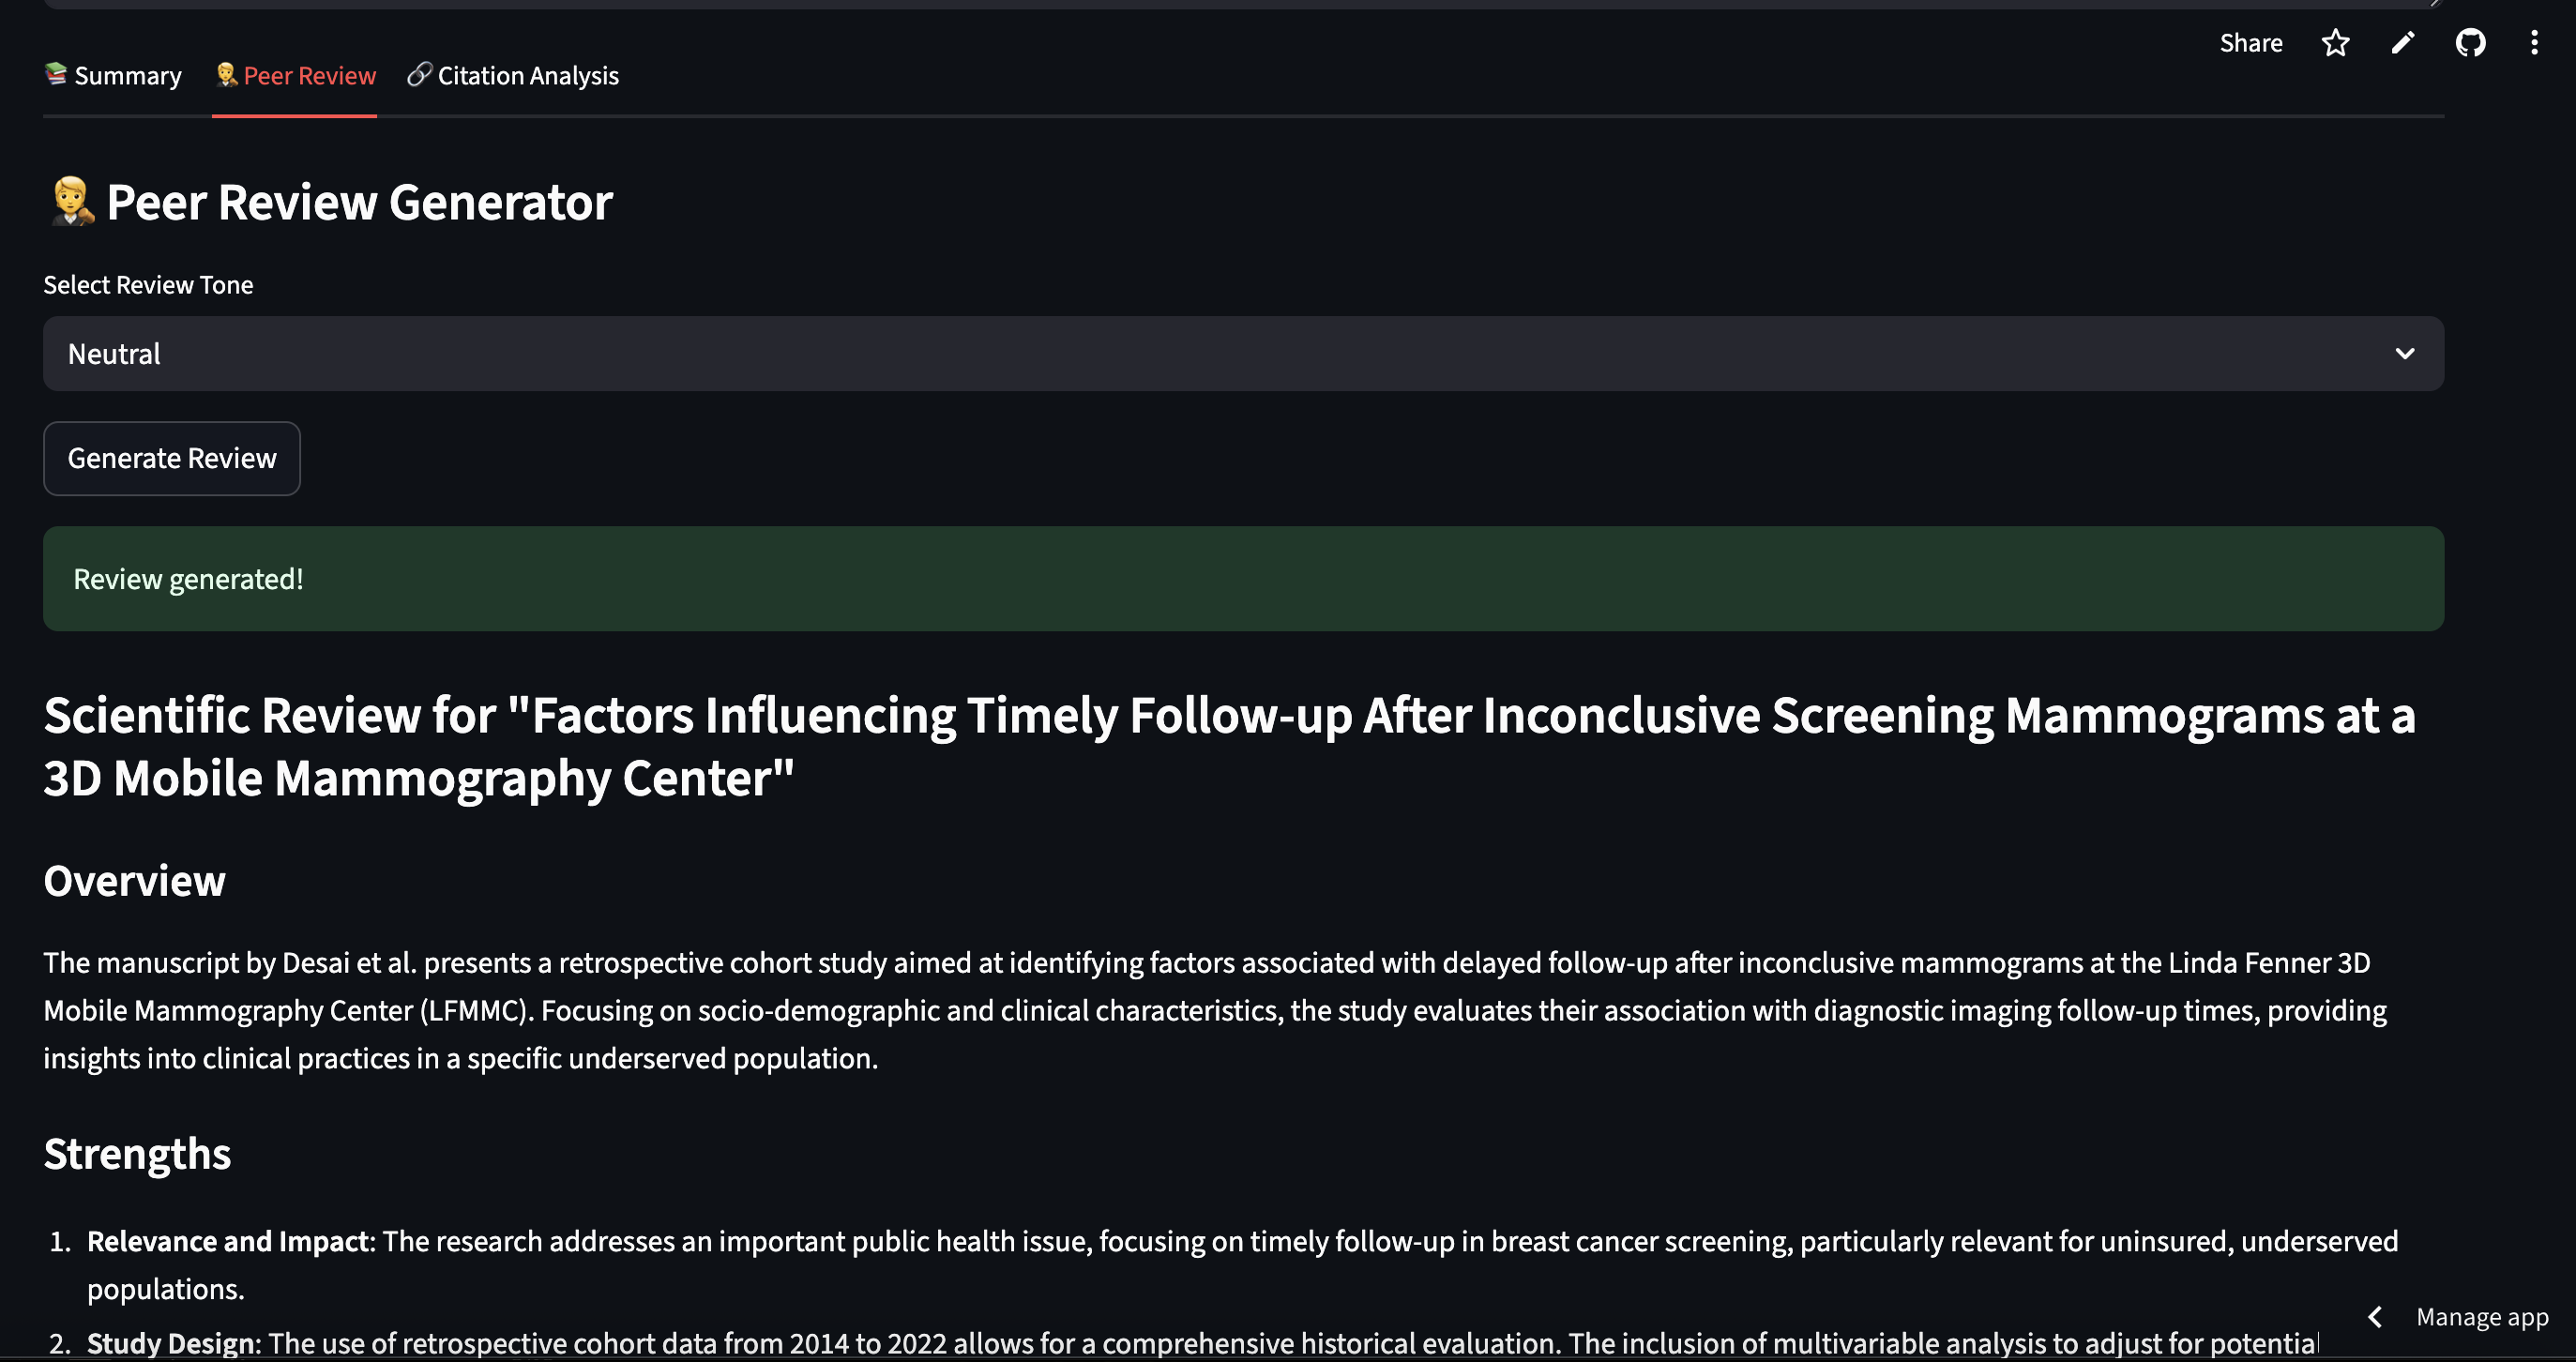 Share
Summary Peer Review Citation Analysis
Peer Review Generator
Select Review Tone
Neutral
Generate Review
Review generated!
Scientific Review for "Factors Influencing Timely Follow-up After Inconclusive Screening Mammograms at a
3D Mobile Mammography Center"
Overview
The manuscript by Desai et al. presents a retrospective cohort study aimed at identifying factors associated with delayed follow-up after inconclusive mammograms at the Linda Fenner 3D
Mobile Mammography Center (LFMMC). Focusing on socio-demographic and clinical characteristics, the study evaluates their association with diagnostic imaging follow-up times, providing
insights into clinical practices in a specific underserved population.
Strengths
1. Relevance and Impact: The research addresses an important public health issue, focusing on timely follow-up in breast cancer screening, particularly relevant for uninsured, underserved
populations.
2. Study Design: The use of retrospective cohort data from 2014 to 2022 allows for a comprehensive historical evaluation. The inclusion of multivariable analysis to adjust for potential
Manage app